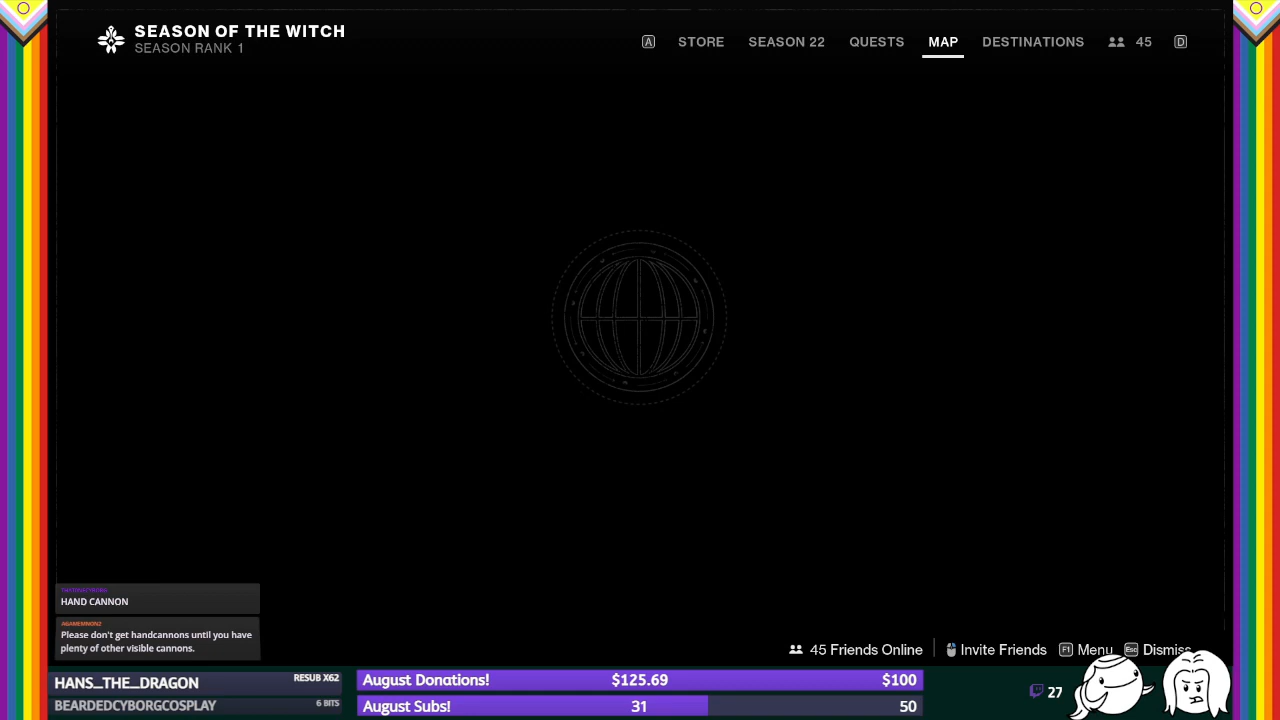 SEASON OF THE WITCH
SEASON RANK 1
A STORE SEASON 22 QUESTS MAP DESTINATIONS 45 D
HAND CANNON
AGAMEMNON2
Please don't get handcannons until you have
plenty of other visible cannons.
45 Friends Online Invite Friends F1 Menu Esc Dismiss
HANS_THE_DRAGON RESUB X62
BEARDEDCYBORGCOSPLAY 6 BITS
August Donations! $125.69 $100
August Subs! 31 50
27